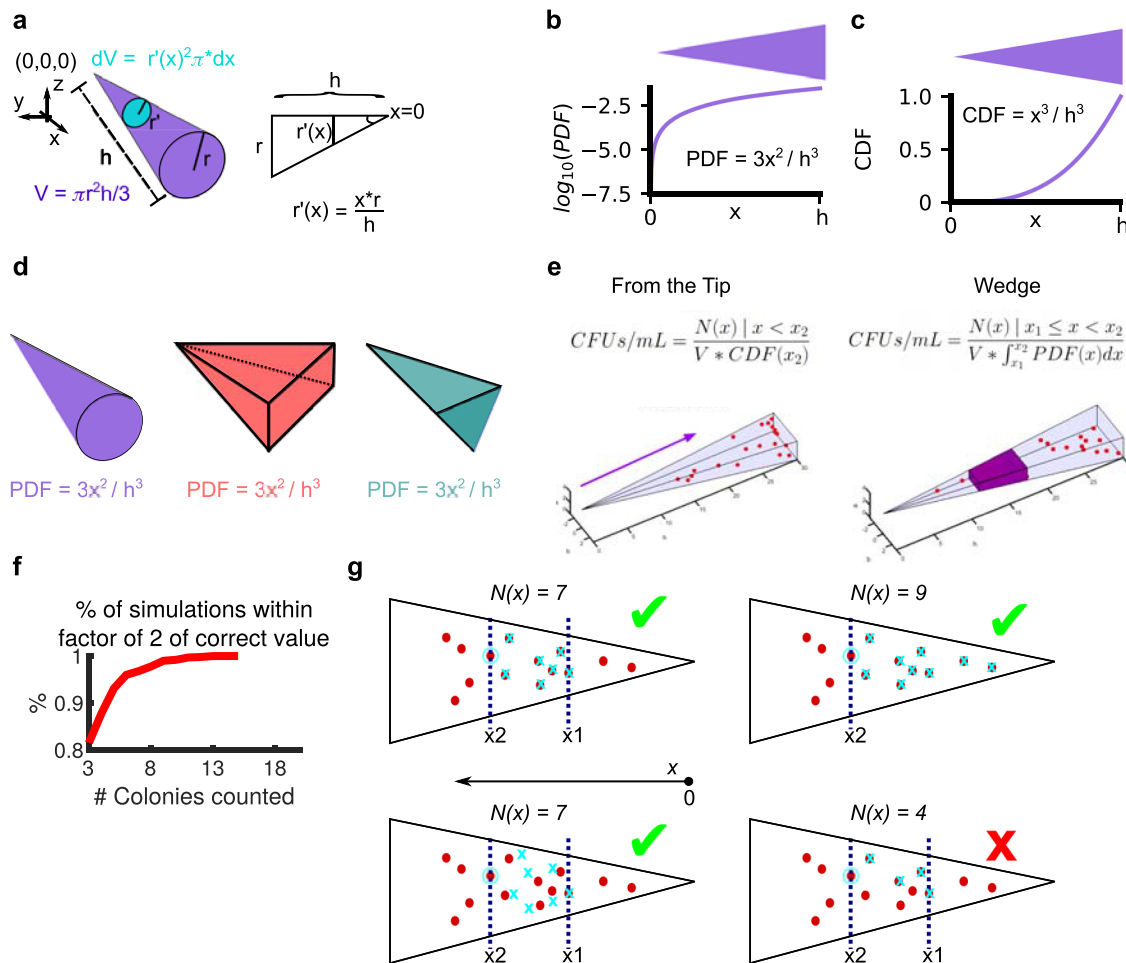 a
(0,0,0)
dV = r'(x)²π*dx
z
y
x
r'
h
r
V = πr²h/3
h
x=0
r
r'(x)
r'(x) = x*r
h
b
log₁₀(PDF)
−2.5
−5.0
−7.5
PDF = 3x² / h³
0
x
h
c
CDF
1.0
0.5
0
CDF = x³ / h³
0
x
h
d
PDF = 3x² / h³
PDF = 3x² / h³
PDF = 3x² / h³
e
From the Tip
CFUs/mL = N(x) | x < x₂
V * CDF(x₂)
Wedge
CFUs/mL = N(x) | x₁ ≤ x < x₂
V * ∫ₓ₁ˣ² PDF(x)dx
f
% of simulations within
factor of 2 of correct value
%
1
0.9
0.8
3
8
13
18
# Colonies counted
g
N(x) = 7
x2
x1
N(x) = 9
x2
x
0
N(x) = 7
x2
x1
N(x) = 4
X
x2
x1